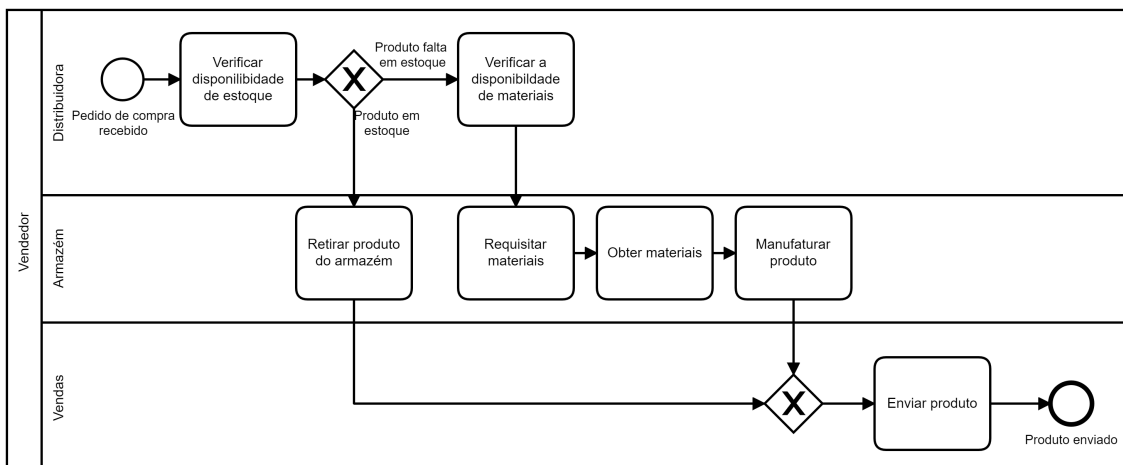 Vendedor
Distribuidora
Pedido de compra
recebido
Verificar
disponilibidade
de estoque
X
Produto falta
em estoque
Produto em
estoque
Verificar a
disponibildade
de materiais
Armazém
Retirar produto
do armazém
Requisitar
materiais
Obter materiais
Manufaturar
produto
Vendas
X
Enviar produto
Produto enviado